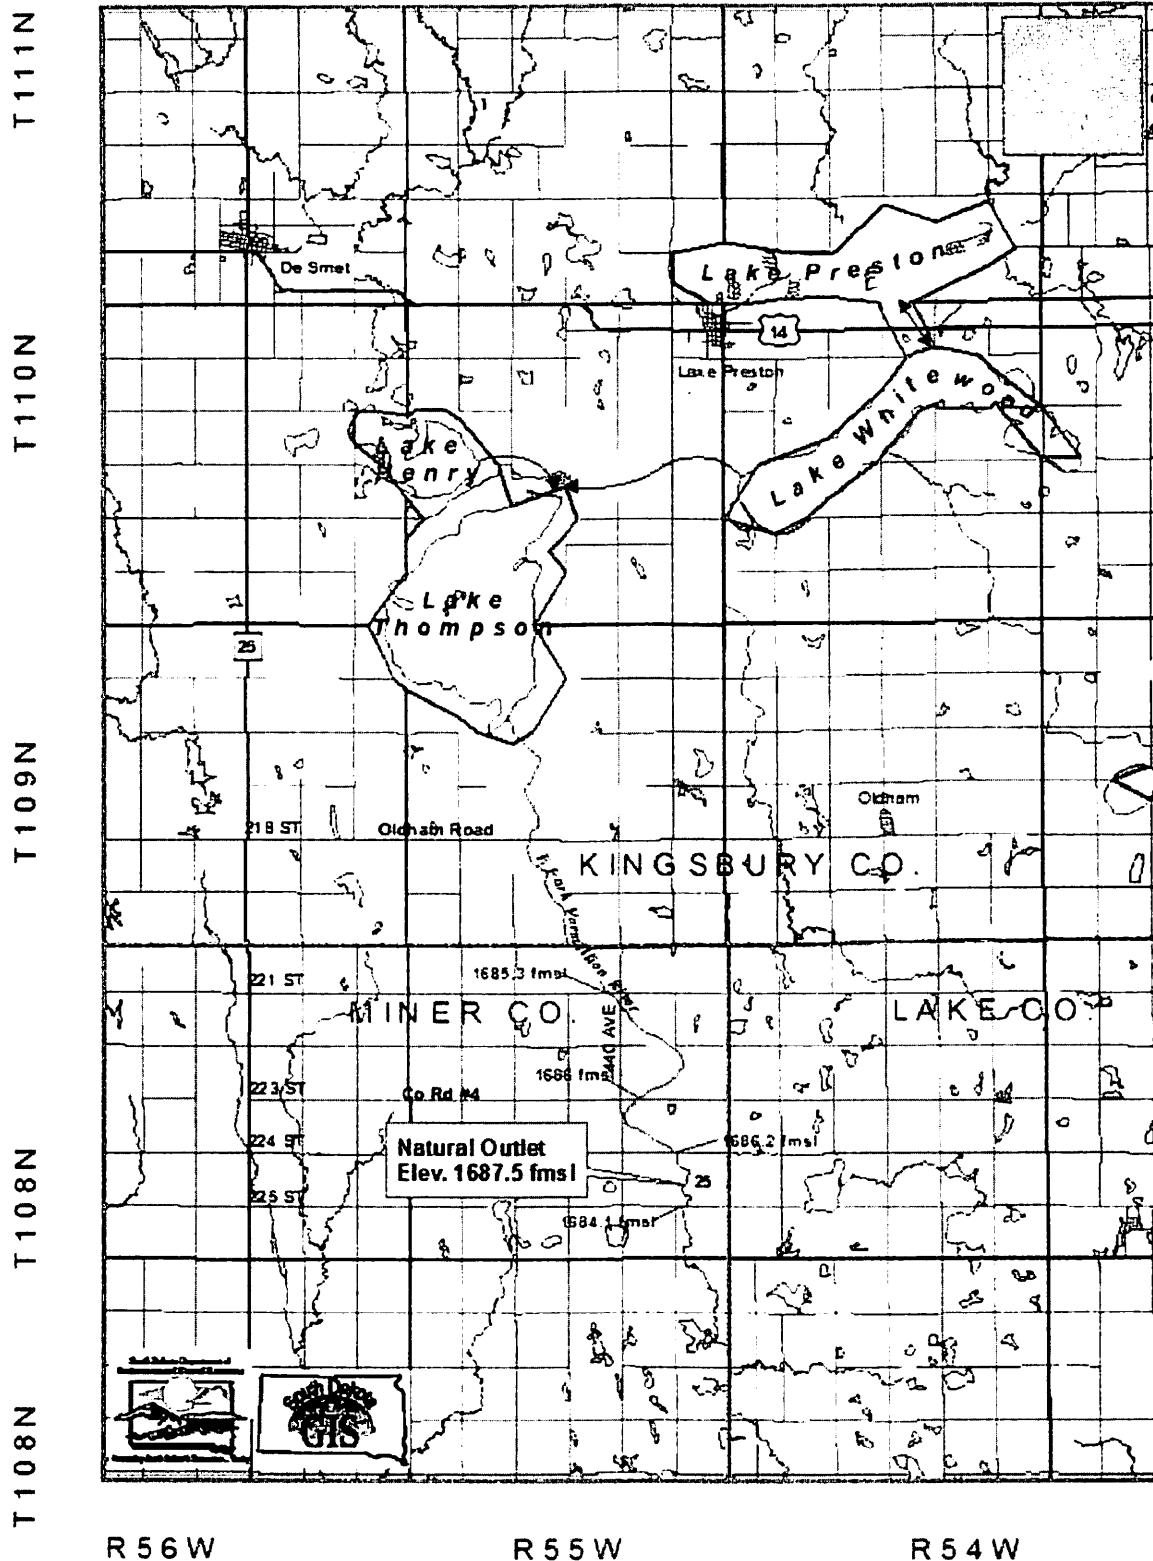 T111N
T110N
T109N
T108N
T108N
De Smet
Lake Preston
14
Lake Preston
Lake Whitewood
Lake
Henry
Lake
Thompson
25
Oldham
218 ST
Oldham Road
KINGSBURY CO.
1685.3 fmsl
221 ST
MINER CO.
LAKE CO.
440 AVE
1686 fmsl
223 ST
Co Rd #4
224 ST
1686.2 fmsl
Natural Outlet
Elev. 1687.5 fmsl
25
225 ST
1684.1 fmsl
South Dakota
GIS
R56W
R55W
R54W